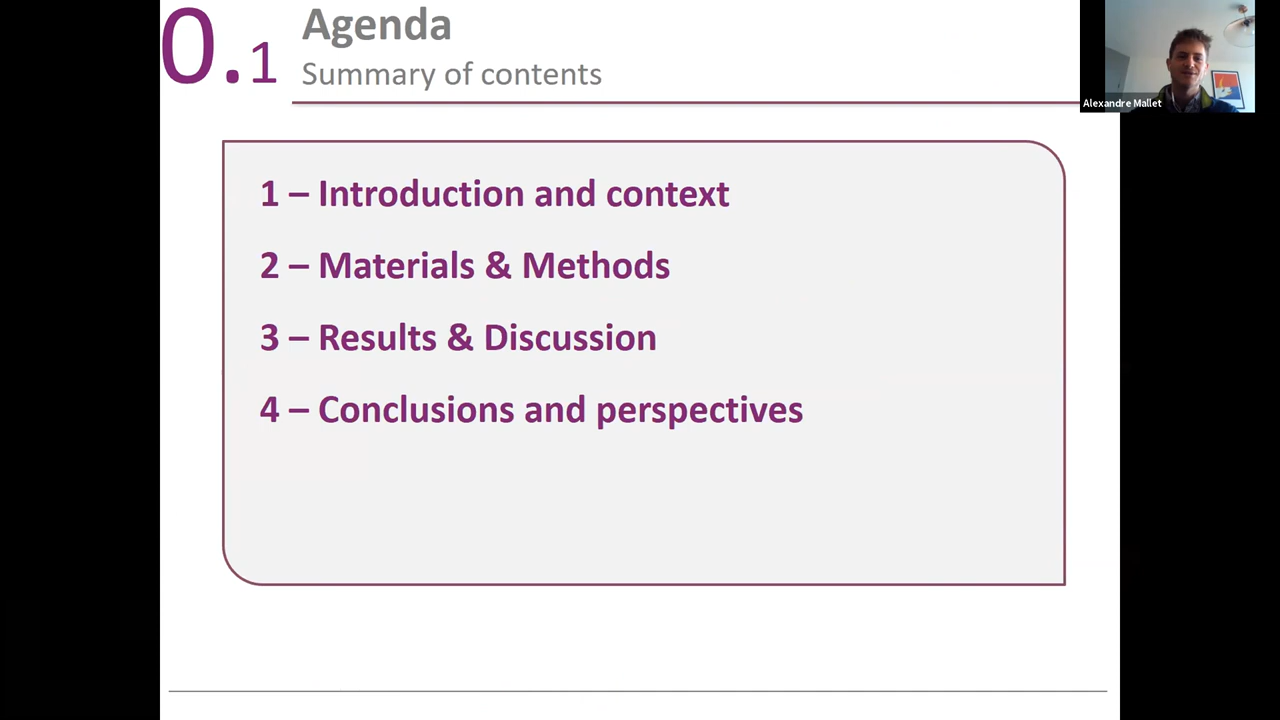 0.1
Agenda
Summary of contents
Alexandre Mallet
1 – Introduction and context
2 – Materials & Methods
3 – Results & Discussion
4 – Conclusions and perspectives